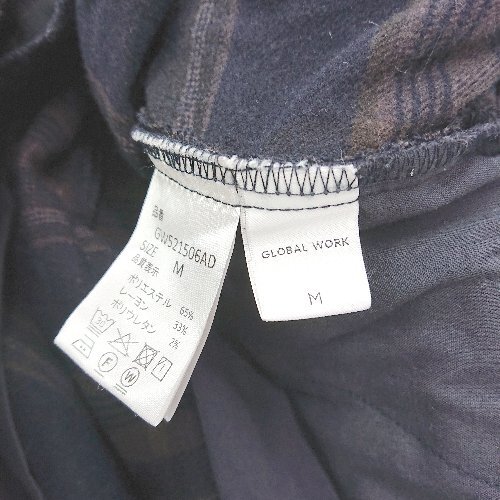 品番
GW521506AD
SIZE M
品質表示
ポリエステル 65%
レーヨン 33%
ポリウレタン 2%
F W
GLOBAL WORK
M